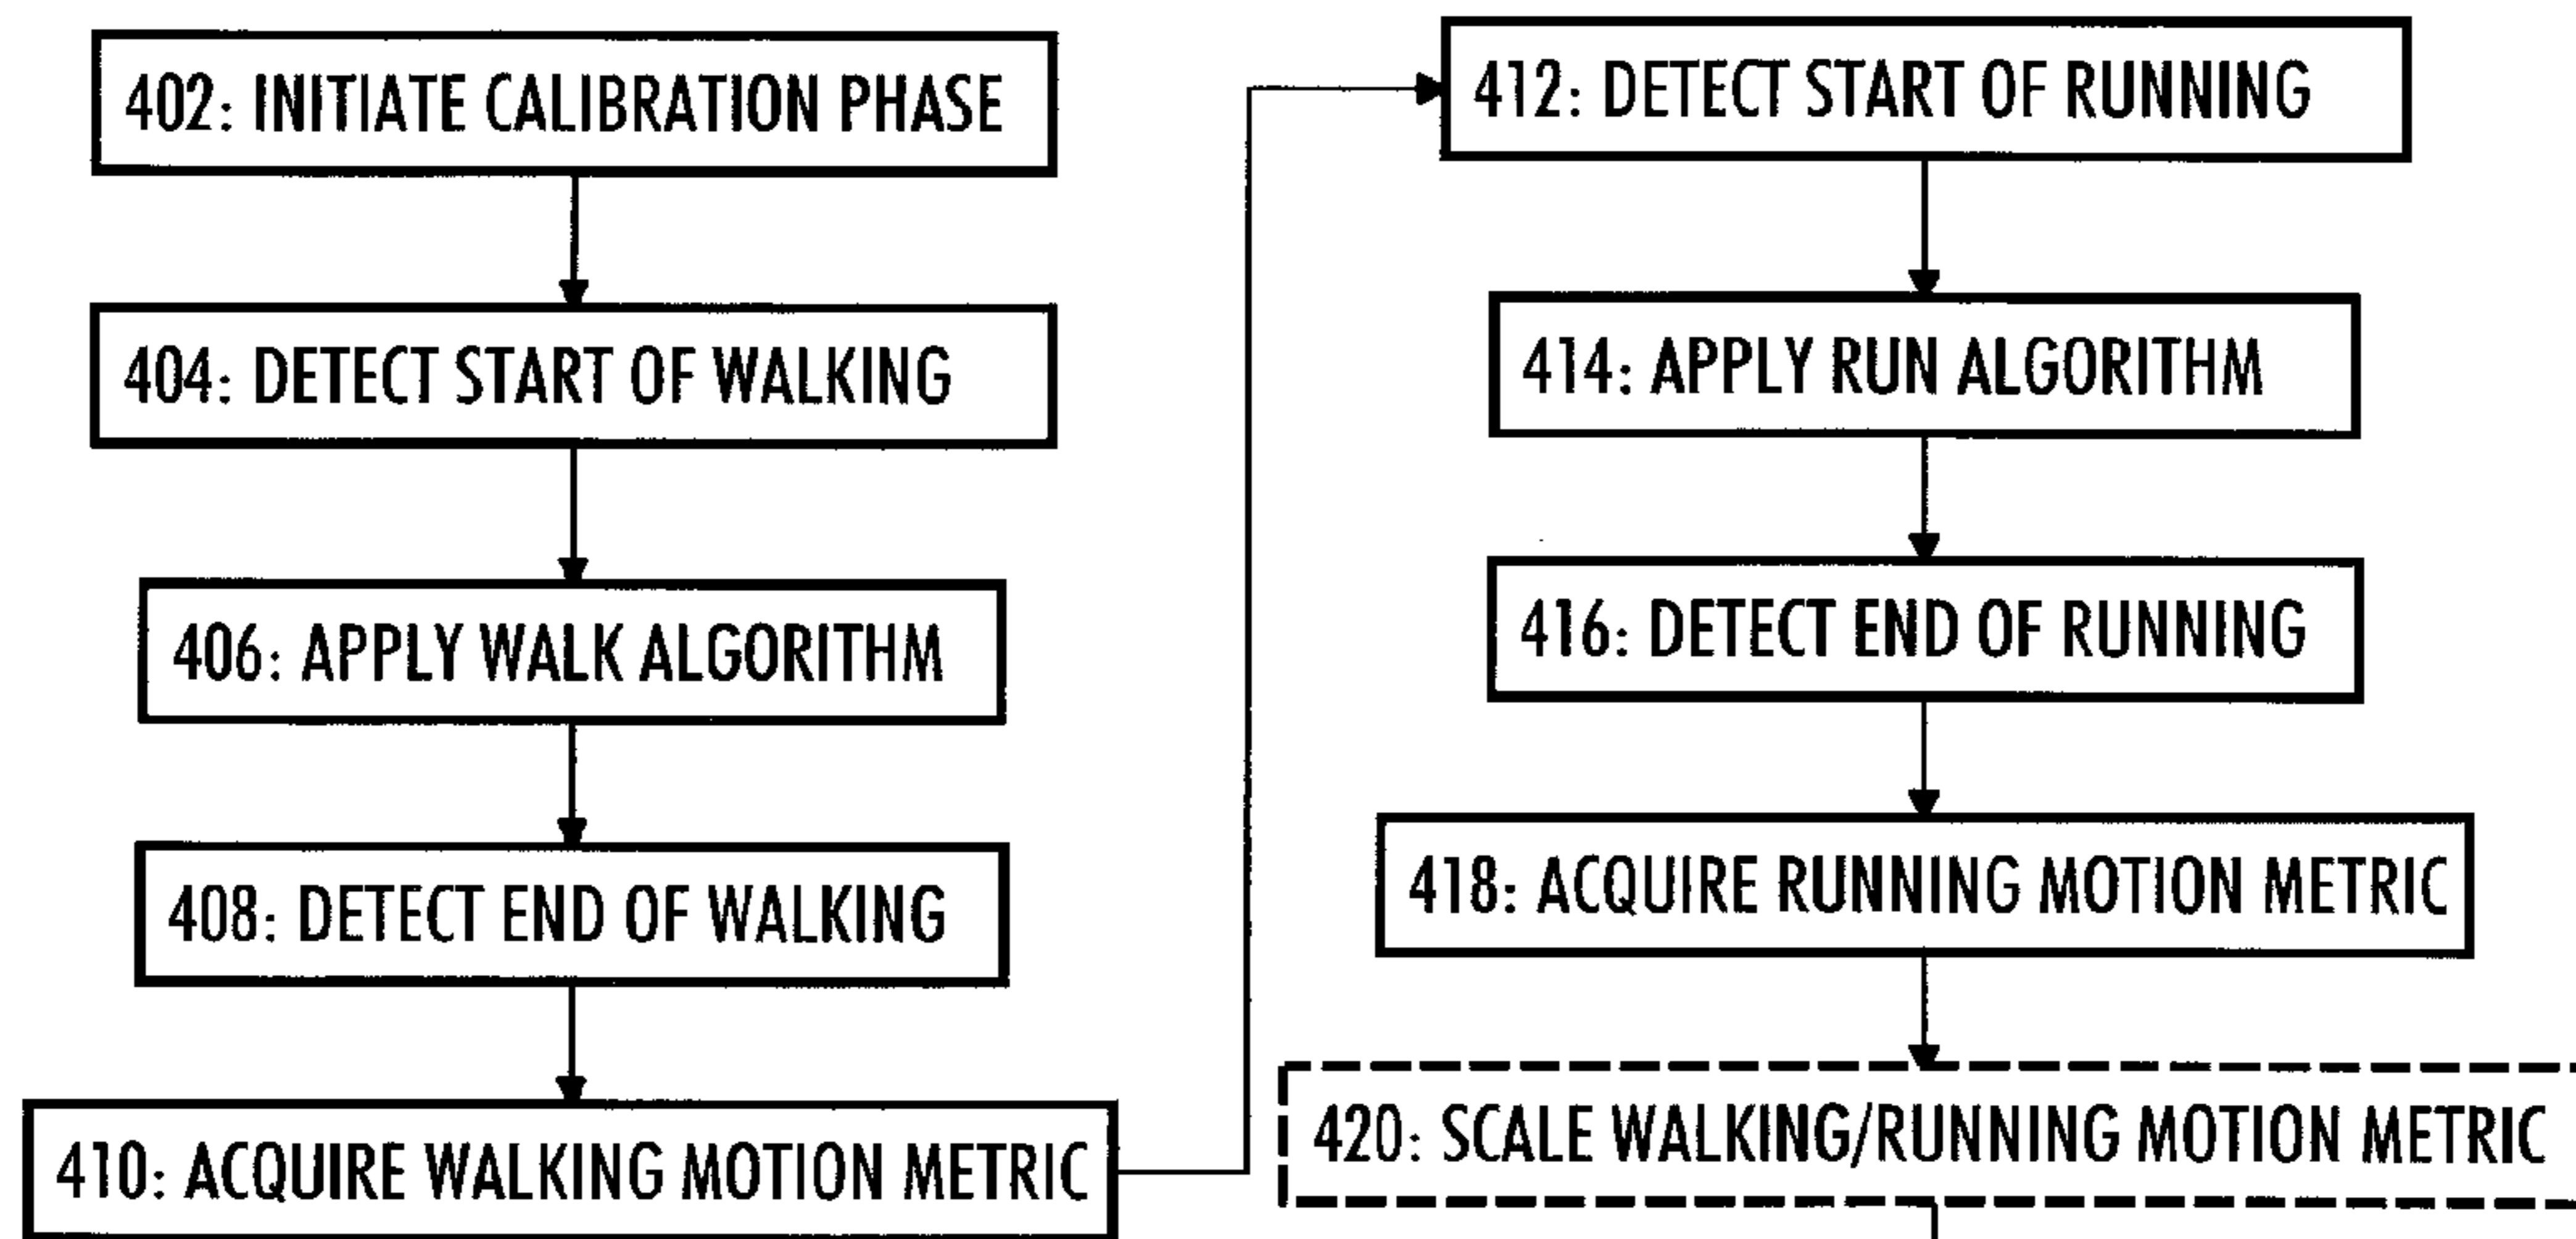 402: INITIATE CALIBRATION PHASE
404: DETECT START OF WALKING
406: APPLY WALK ALGORITHM
408: DETECT END OF WALKING
410: ACQUIRE WALKING MOTION METRIC
412: DETECT START OF RUNNING
414: APPLY RUN ALGORITHM
416: DETECT END OF RUNNING
418: ACQUIRE RUNNING MOTION METRIC
420: SCALE WALKING/RUNNING MOTION METRIC